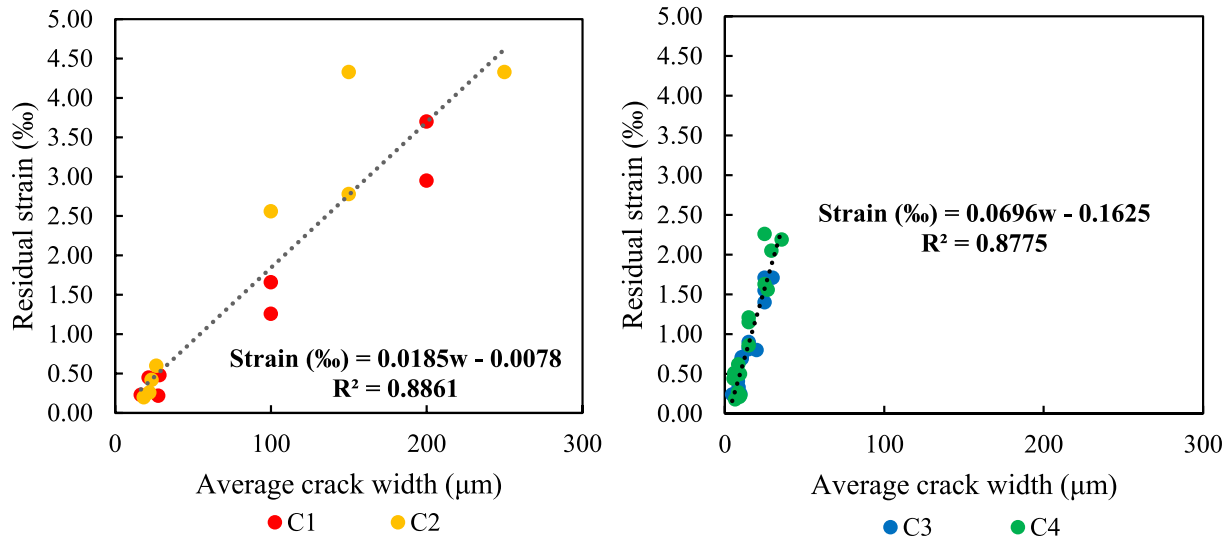 5.00
4.50
4.00
3.50
3.00
2.50
2.00
1.50
1.00
0.50
0.00
Residual strain (‰)
Strain (‰) = 0.0185w - 0.0078
R² = 0.8861
0 100 200 300
Average crack width (μm)
C1 C2
5.00
4.50
4.00
3.50
3.00
2.50
2.00
1.50
1.00
0.50
0.00
Residual strain (‰)
Strain (‰) = 0.0696w - 0.1625
R² = 0.8775
0 100 200 300
Average crack width (μm)
C3 C4